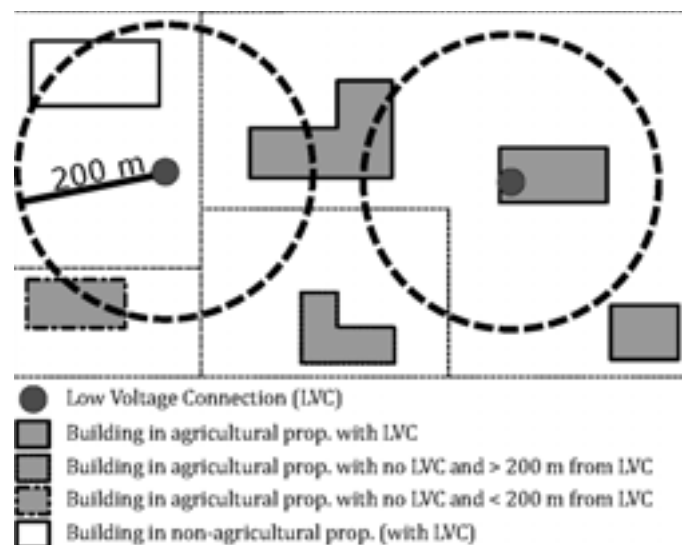 200 m
Low Voltage Connection (LVC)
Building in agricultural prop. with LVC
Building in agricultural prop. with no LVC and > 200 m from LVC
Building in agricultural prop. with no LVC and < 200 m from LVC
Building in non-agricultural prop. (with LVC)